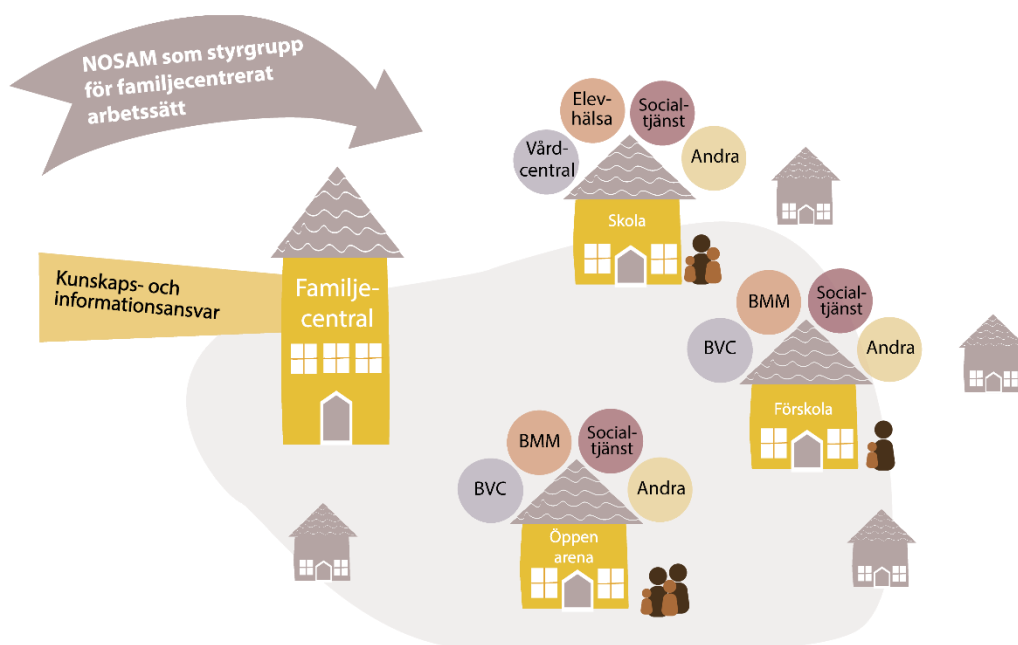 NOSAM som styrgrupp
för familjecentrerat
arbetssätt
Kunskaps- och
informationsansvar
Familje-
central
Vård-
central
Elev-
hälsa
Social-
tjänst
Andra
Skola
BVC
BMM
Social-
tjänst
Andra
Förskola
BVC
BMM
Social-
tjänst
Andra
Öppen
arena